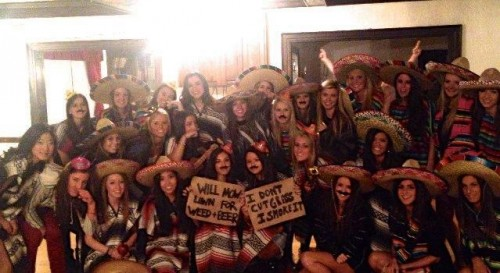 WILL MOW
LAWN FOR
WEED + BEER
I DON'T
CUT GRASS
I SMOKE IT